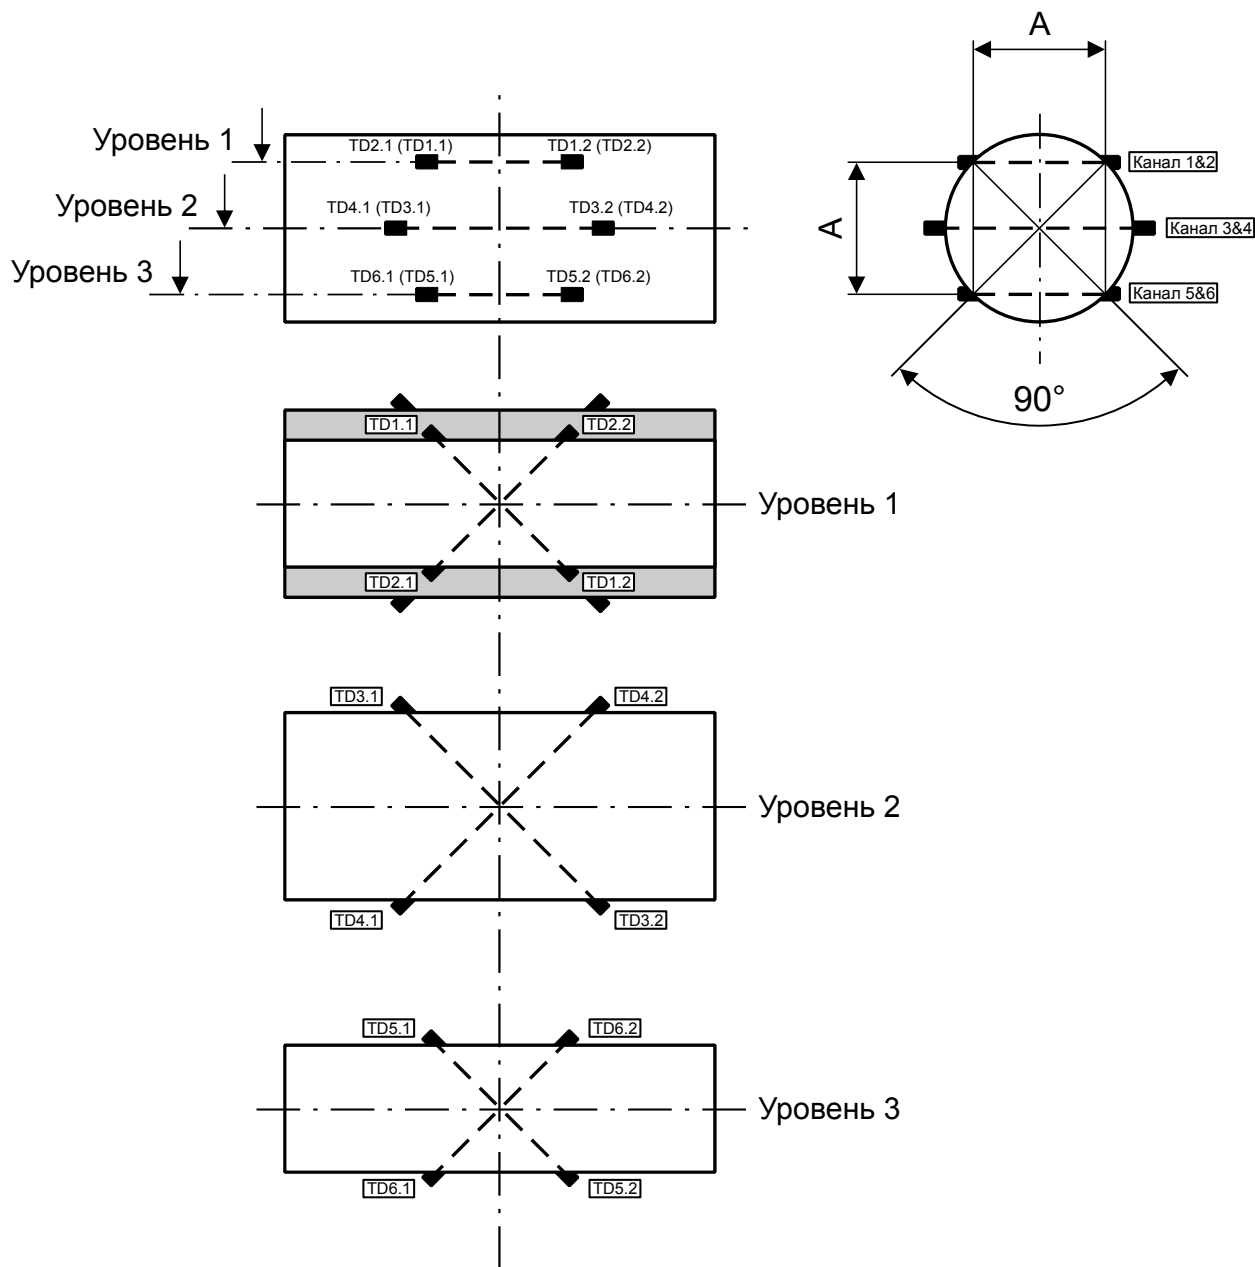 A
Уровень 1
TD2.1 (TD1.1) TD1.2 (TD2.2)
Канал 1&2
Уровень 2
TD4.1 (TD3.1) TD3.2 (TD4.2)
A
Канал 3&4
Уровень 3
TD6.1 (TD5.1) TD5.2 (TD6.2)
Канал 5&6
90°
TD1.1 TD2.2
Уровень 1
TD2.1 TD1.2
TD3.1 TD4.2
Уровень 2
TD4.1 TD3.2
TD5.1 TD6.2
Уровень 3
TD6.1 TD5.2